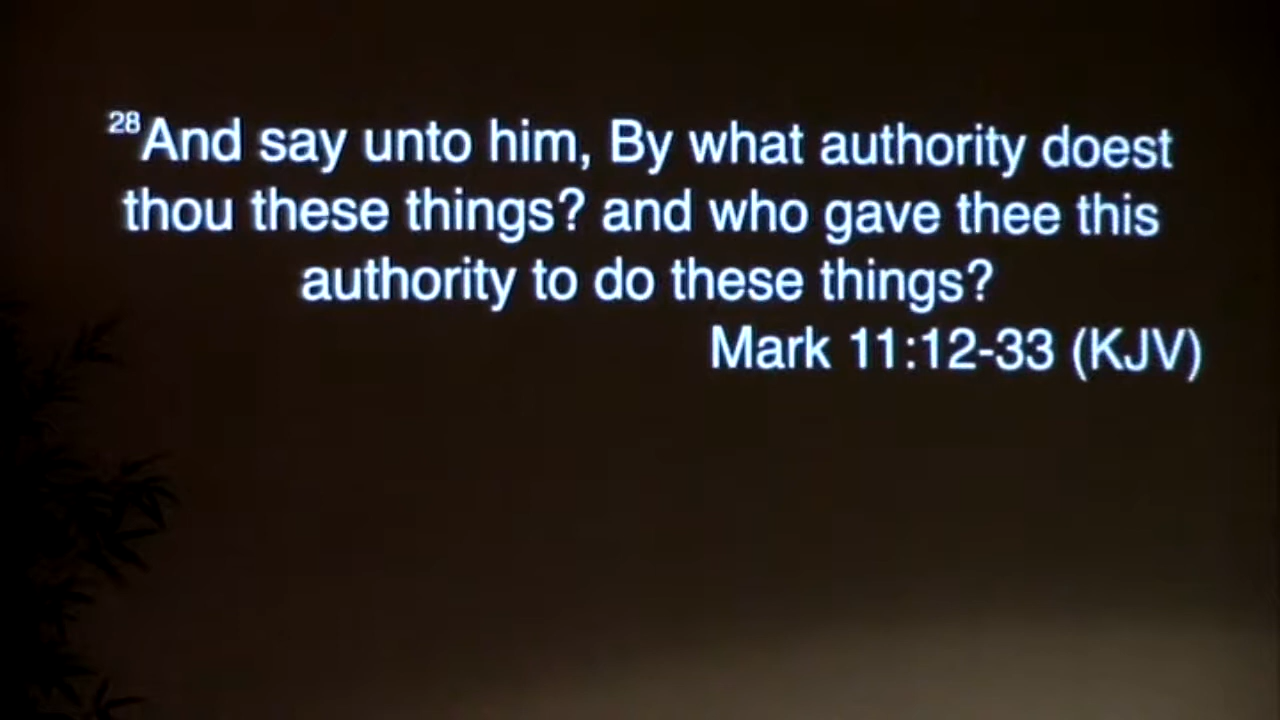 28And say unto him, By what authority doest
thou these things? and who gave thee this
authority to do these things?
Mark 11:12-33 (KJV)